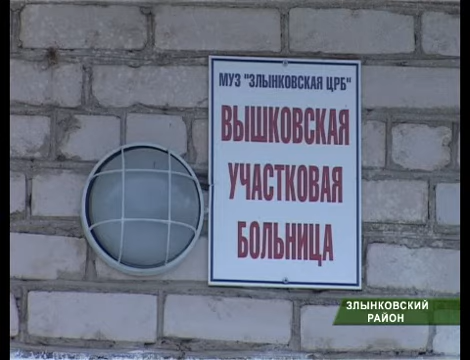 МУЗ "ЗЛЫНКОВСКАЯ ЦРБ"
ВЫШКОВСКАЯ
УЧАСТКОВАЯ
БОЛЬНИЦА
ЗЛЫНКОВСКИЙ
РАЙОН